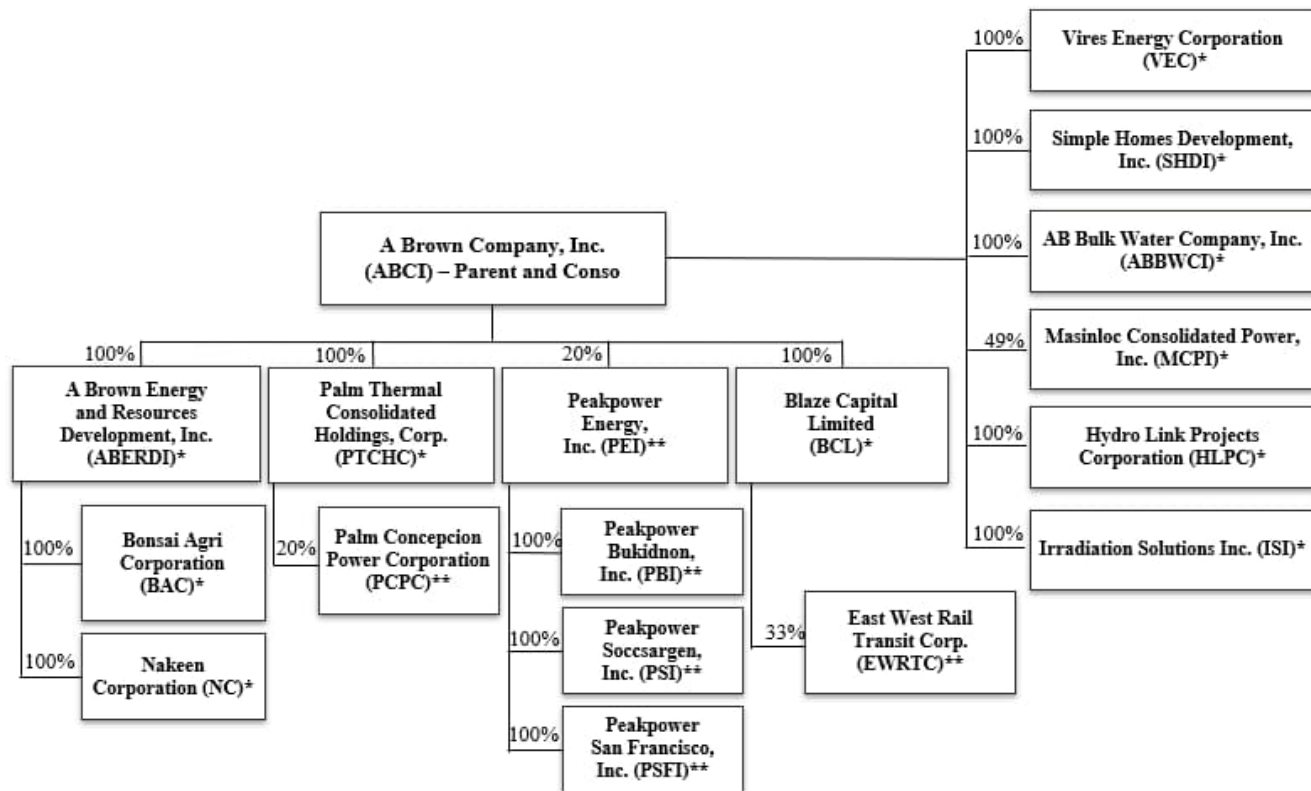 100%
Vires Energy Corporation
(VEC)*
100%
Simple Homes Development,
Inc. (SHDI)*
A Brown Company, Inc.
(ABCI) – Parent and Conso
100%
AB Bulk Water Company, Inc.
(ABBWCI)*
49%
Masinloc Consolidated Power,
Inc. (MCPI)*
100%
Hydro Link Projects
Corporation (HLPC)*
100%
Irradiation Solutions Inc. (ISI)*
100%
A Brown Energy
and Resources
Development, Inc.
(ABERDI)*
100%
Palm Thermal
Consolidated
Holdings, Corp.
(PTCHC)*
20%
Peakpower
Energy,
Inc. (PEI)**
100%
Blaze Capital
Limited
(BCL)*
100%
Bonsai Agri
Corporation
(BAC)*
100%
Nakeen
Corporation (NC)*
20%
Palm Concepcion
Power Corporation
(PCPC)**
100%
Peakpower
Bukidnon,
Inc. (PBI)**
100%
Peakpower
Soccsargen,
Inc. (PSI)**
100%
Peakpower
San Francisco,
Inc. (PSFI)**
33%
East West Rail
Transit Corp.
(EWRTC)**